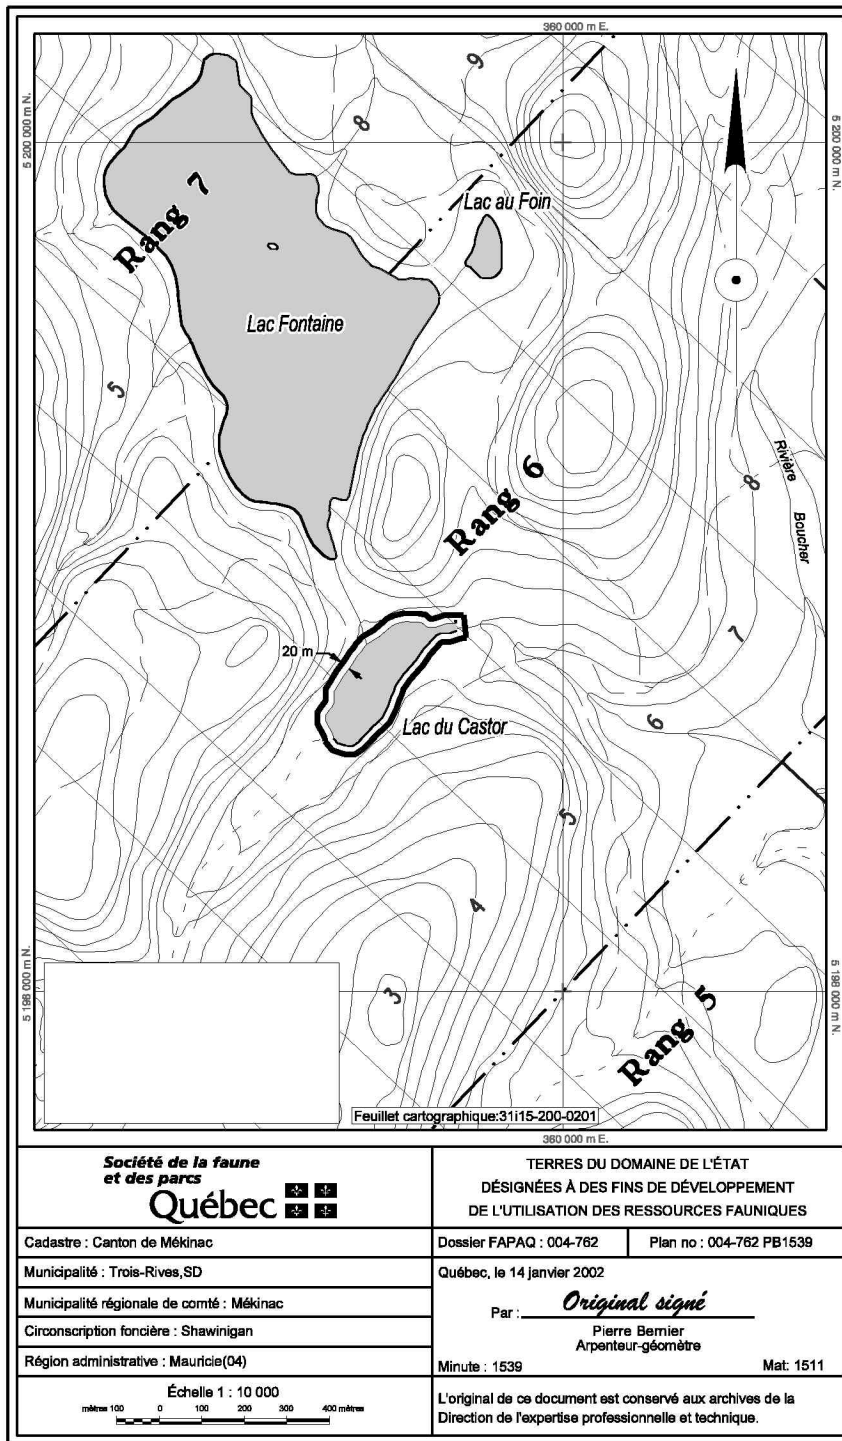 360 000 m E.
5 200 000 m N.
5 200 000 m N.
9
8
Rang 7
Lac au Foin
Lac Fontaine
5
Rang 6
8
Rivière
Boucher
7
20 m
6
Lac du Castor
5
4
3
5 198 000 m N.
5 198 000 m N.
Rang 5
Feuillet cartographique:31i15-200-0201
360 000 m E.
Société de la faune
et des parcs
Québec
TERRES DU DOMAINE DE L'ÉTAT
DÉSIGNÉES À DES FINS DE DÉVELOPPEMENT
DE L'UTILISATION DES RESSOURCES FAUNIQUES
Cadastre : Canton de Mékinac
Dossier FAPAQ : 004-762
Plan no : 004-762 PB1539
Municipalité : Trois-Rives,SD
Québec, le 14 janvier 2002
Municipalité régionale de comté : Mékinac
Par : Original signé
Circonscription foncière : Shawinigan
Pierre Bernier
Arpenteur-géomètre
Région administrative : Mauricie(04)
Minute : 1539
Mat: 1511
Échelle 1 : 10 000
mètres 100 0 100 200 300 400 mètres
L'original de ce document est conservé aux archives de la
Direction de l'expertise professionnelle et technique.